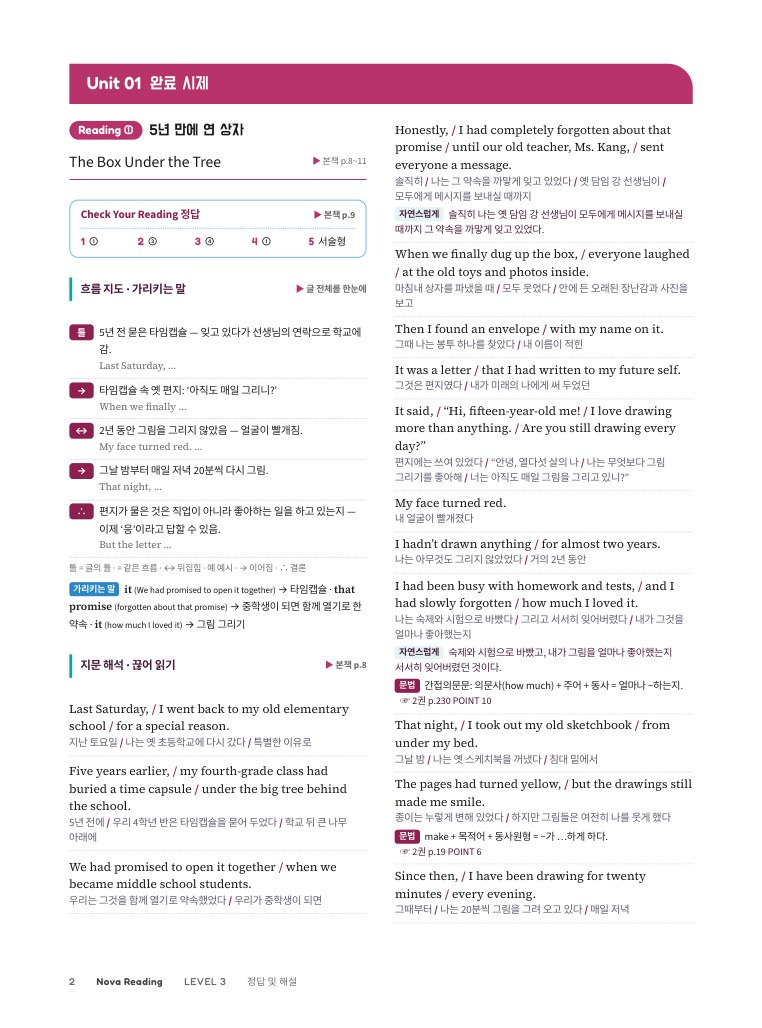 Unit 01 완료 시제
Reading ① 5년 만에 연 상자
The Box Under the Tree ▶ 본책 p.8~11
Check Your Reading 정답 ▶ 본책 p.9
1 ① 2 ③ 3 ④ 4 ① 5 서술형
흐름 지도 · 가리키는 말 ▶ 글 전체를 한눈에
틀 5년 전 묻은 타임캡슐 — 잊고 있다가 선생님의 연락으로 학교에
감.
Last Saturday, …
→ 타임캡슐 속 옛 편지: ‘아직도 매일 그리니?’
When we finally …
↔ 2년 동안 그림을 그리지 않았음 — 얼굴이 빨개짐.
My face turned red. …
→ 그날 밤부터 매일 저녁 20분씩 다시 그림.
That night, …
∴ 편지가 물은 것은 직업이 아니라 좋아하는 일을 하고 있는지 —
이제 ‘응’이라고 답할 수 있음.
But the letter …
틀 = 글의 틀 · = 같은 흐름 · ↔ 뒤집힘 · 예 예시 · → 이어짐 · ∴ 결론
가리키는 말 it (We had promised to open it together) → 타임캡슐 · that
promise (forgotten about that promise) → 중학생이 되면 함께 열기로 한
약속 · it (how much I loved it) → 그림 그리기
지문 해석 · 끊어 읽기 ▶ 본책 p.8
Last Saturday, / I went back to my old elementary
school / for a special reason.
지난 토요일 / 나는 옛 초등학교에 다시 갔다 / 특별한 이유로
Five years earlier, / my fourth-grade class had
buried a time capsule / under the big tree behind
the school.
5년 전에 / 우리 4학년 반은 타임캡슐을 묻어 두었다 / 학교 뒤 큰 나무
아래에
We had promised to open it together / when we
became middle school students.
우리는 그것을 함께 열기로 약속했었다 / 우리가 중학생이 되면
Honestly, / I had completely forgotten about that
promise / until our old teacher, Ms. Kang, / sent
everyone a message.
솔직히 / 나는 그 약속을 까맣게 잊고 있었다 / 옛 담임 강 선생님이 /
모두에게 메시지를 보내실 때까지
자연스럽게 솔직히 나는 옛 담임 강 선생님이 모두에게 메시지를 보내실
때까지 그 약속을 까맣게 잊고 있었다.
When we finally dug up the box, / everyone laughed
/ at the old toys and photos inside.
마침내 상자를 파냈을 때 / 모두 웃었다 / 안에 든 오래된 장난감과 사진을
보고
Then I found an envelope / with my name on it.
그때 나는 봉투 하나를 찾았다 / 내 이름이 적힌
It was a letter / that I had written to my future self.
그것은 편지였다 / 내가 미래의 나에게 써 두었던
It said, / “Hi, fifteen-year-old me! / I love drawing
more than anything. / Are you still drawing every
day?”
편지에는 쓰여 있었다 / “안녕, 열다섯 살의 나 / 나는 무엇보다 그림
그리기를 좋아해 / 너는 아직도 매일 그림을 그리고 있니?”
My face turned red.
내 얼굴이 빨개졌다
I hadn’t drawn anything / for almost two years.
나는 아무것도 그리지 않았었다 / 거의 2년 동안
I had been busy with homework and tests, / and I
had slowly forgotten / how much I loved it.
나는 숙제와 시험으로 바빴다 / 그리고 서서히 잊어버렸다 / 내가 그것을
얼마나 좋아했는지
자연스럽게 숙제와 시험으로 바빴고, 내가 그림을 얼마나 좋아했는지
서서히 잊어버렸던 것이다.
문법 간접의문문: 의문사(how much) + 주어 + 동사 = 얼마나 ~하는지.
☞ 2권 p.230 POINT 10
That night, / I took out my old sketchbook / from
under my bed.
그날 밤 / 나는 옛 스케치북을 꺼냈다 / 침대 밑에서
The pages had turned yellow, / but the drawings still
made me smile.
종이는 누렇게 변해 있었다 / 하지만 그림들은 여전히 나를 웃게 했다
문법 make + 목적어 + 동사원형 = ~가 …하게 하다.
☞ 2권 p.19 POINT 6
Since then, / I have been drawing for twenty
minutes / every evening.
그때부터 / 나는 20분씩 그림을 그려 오고 있다 / 매일 저녁
2 Nova Reading LEVEL 3 정답 및 해설